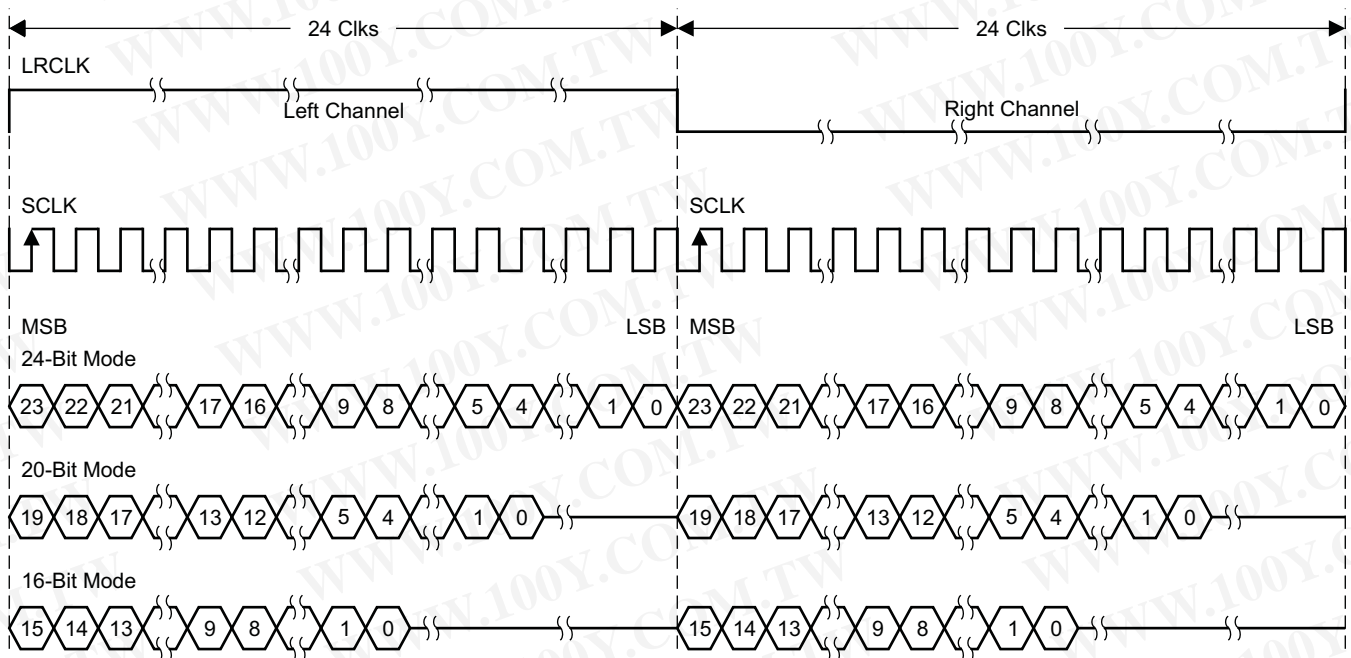 24 Clks 24 Clks
LRCLK
Left Channel Right Channel
SCLK SCLK
MSB LSB MSB LSB
24-Bit Mode
23 22 21 17 16 9 8 5 4 1 0 23 22 21 17 16 9 8 5 4 1 0
20-Bit Mode
19 18 17 13 12 5 4 1 0 19 18 17 13 12 5 4 1 0
16-Bit Mode
15 14 13 9 8 1 0 15 14 13 9 8 1 0
WWW.100Y.COM.TW